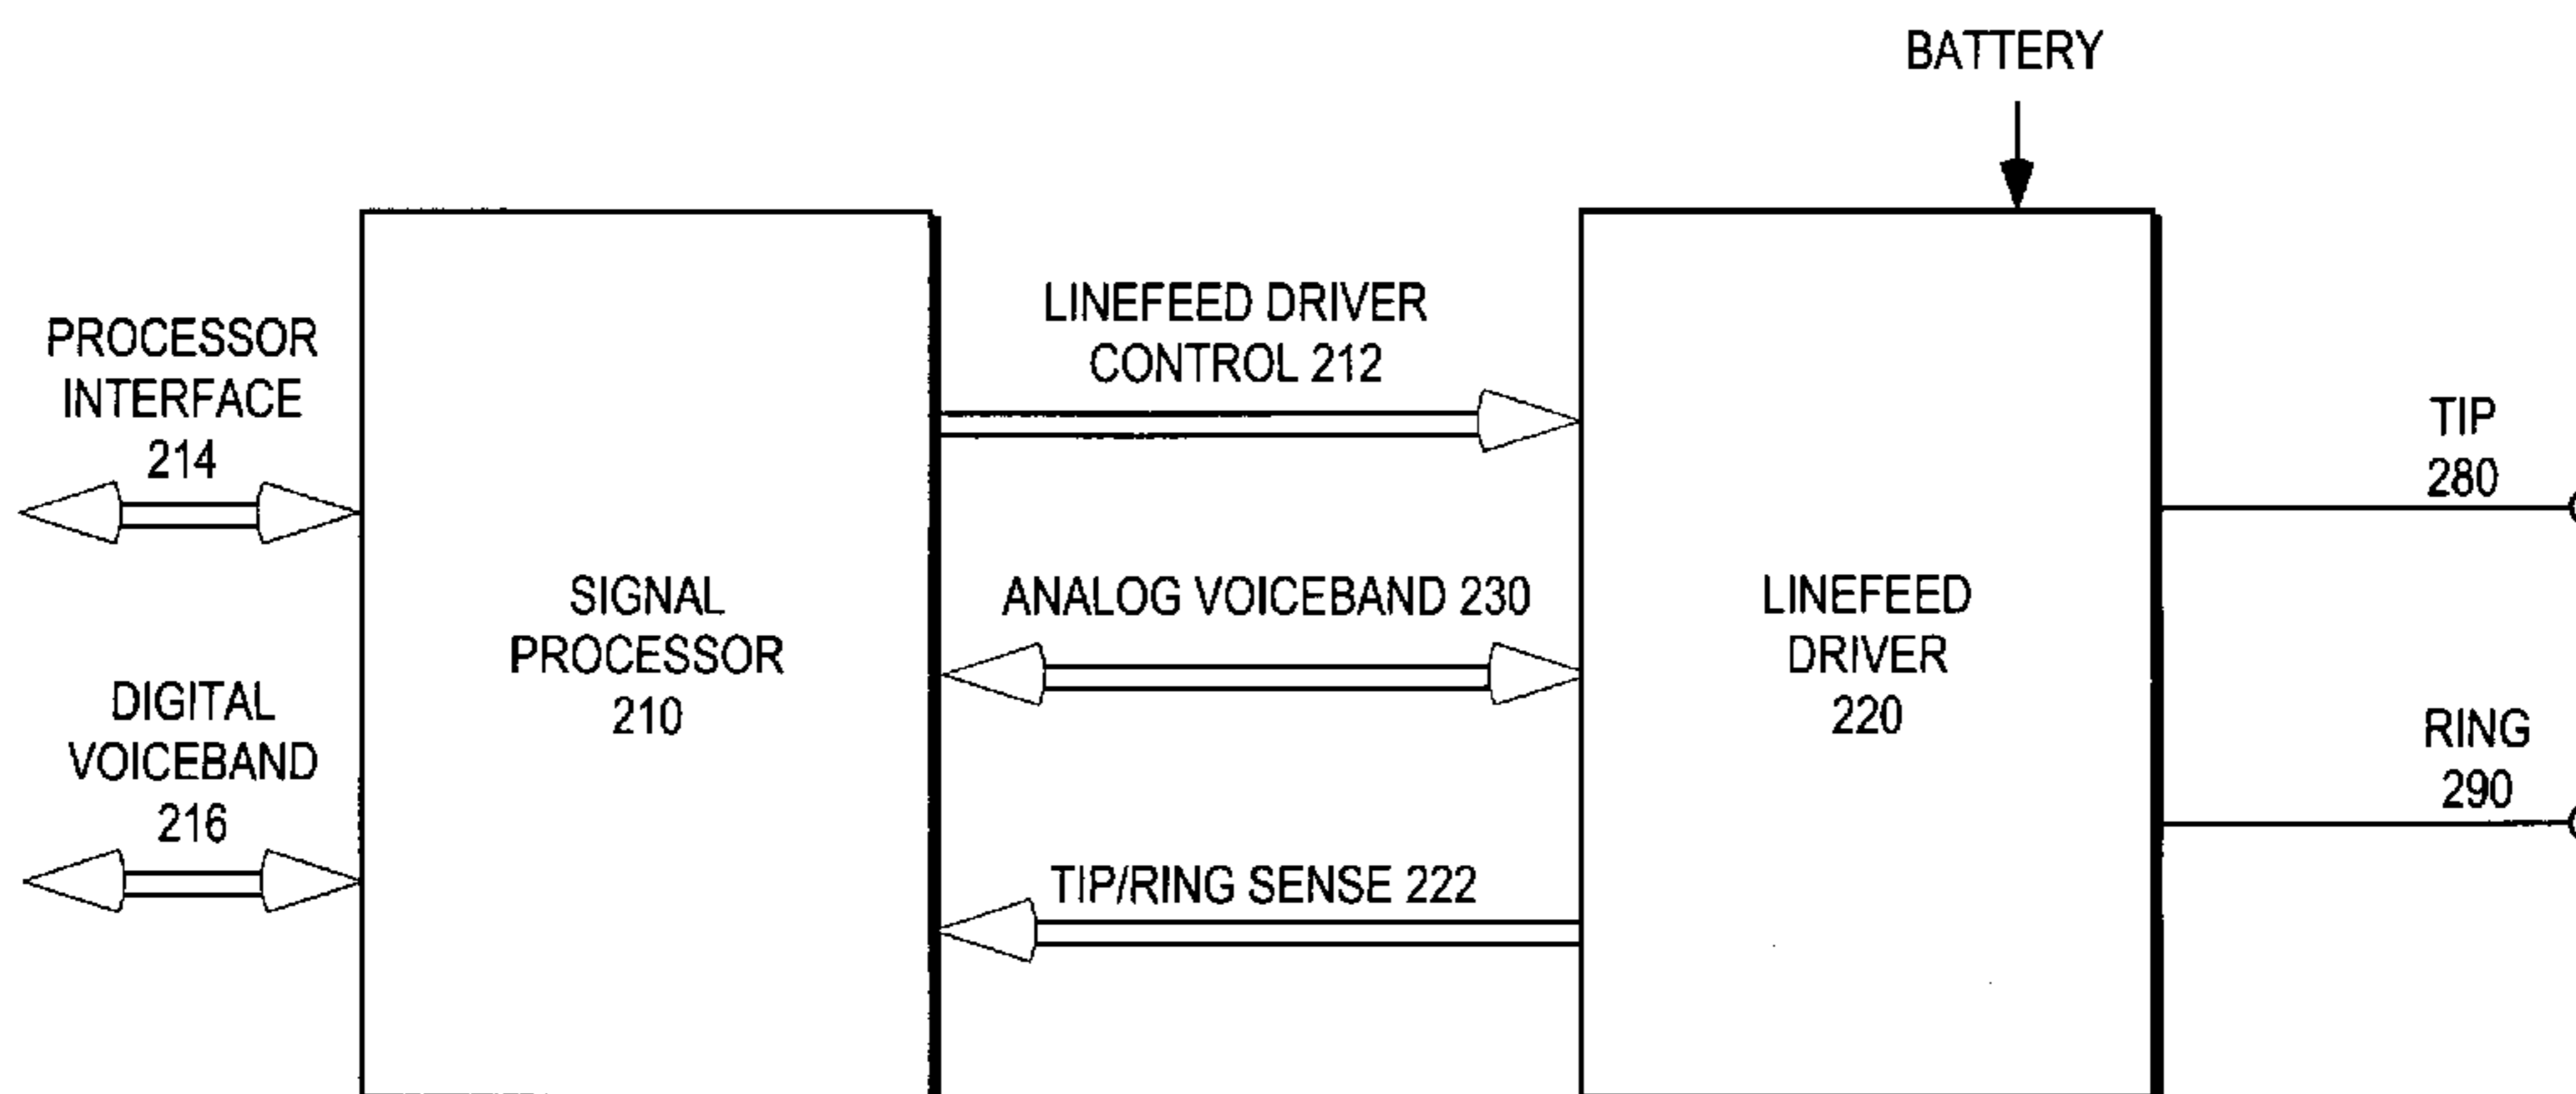 BATTERY
LINEFEED DRIVER
CONTROL 212
PROCESSOR
INTERFACE
214
TIP
280
SIGNAL
PROCESSOR
210
ANALOG VOICEBAND 230
LINEFEED
DRIVER
220
DIGITAL
VOICEBAND
216
RING
290
TIP/RING SENSE 222